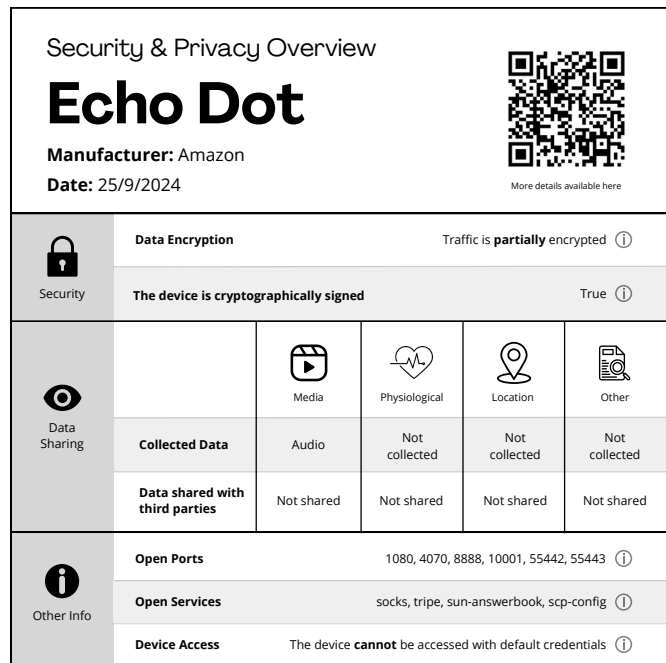 Security & Privacy Overview
Echo Dot
Manufacturer: Amazon
Date: 25/9/2024
More details available here
Security
Data Encryption Traffic is partially encrypted
The device is cryptographically signed True
Data
Sharing
Media Physiological Location Other
Collected Data Audio Not collected Not collected Not collected
Data shared with third parties Not shared Not shared Not shared Not shared
Other Info
Open Ports 1080, 4070, 8888, 10001, 55442, 55443
Open Services socks, tripe, sun-answerbook, scp-config
Device Access The device cannot be accessed with default credentials